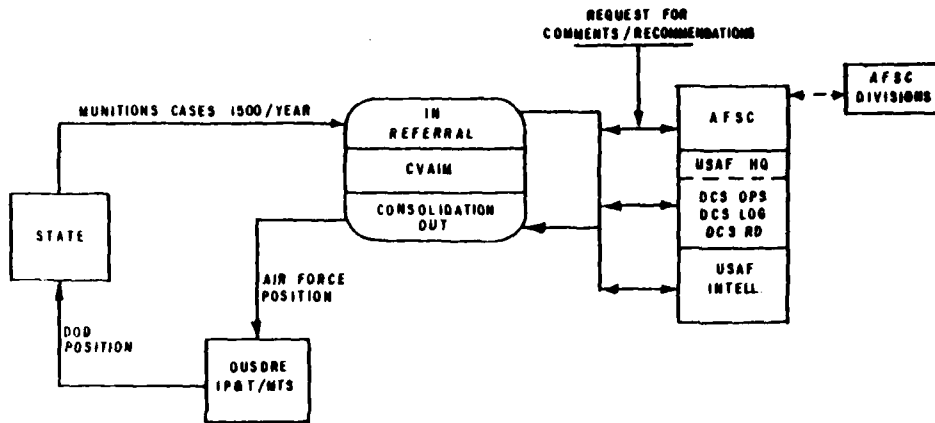 REQUEST FOR
COMMENTS/RECOMMENDATIONS
AFSC
DIVISIONS
MUNITIONS CASES 1500/YEAR
IN
REFERRAL
CVAIM
CONSOLIDATION
OUT
AFSC
USAF HQ
DCS OPS
DCS LOG
DCS RD
USAF
INTELL.
STATE
AIR FORCE
POSITION
DOD
POSITION
OUSDRE
IP&T/MTS